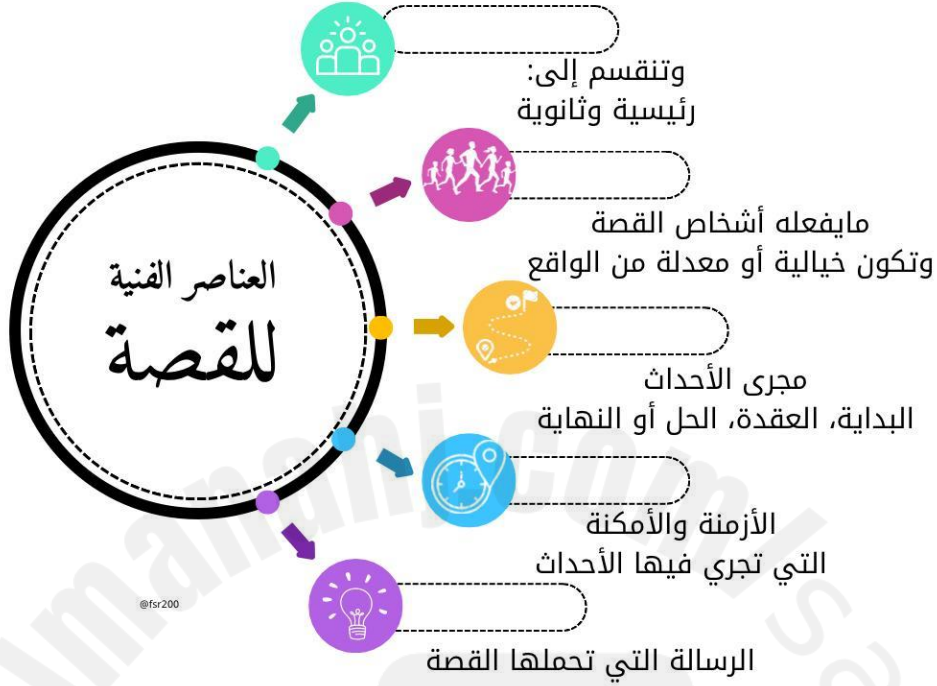 العناصر الفنية
للقصة
وتنقسم إلى:
رئيسية وثانوية
مايفعله أشخاص القصة
وتكون خيالية أو معدلة من الواقع
مجرى الأحداث
البداية، العقدة، الحل أو النهاية
الأزمنة والأمكنة
التي تجري فيها الأحداث
الرسالة التي تحملها القصة
@fsr200